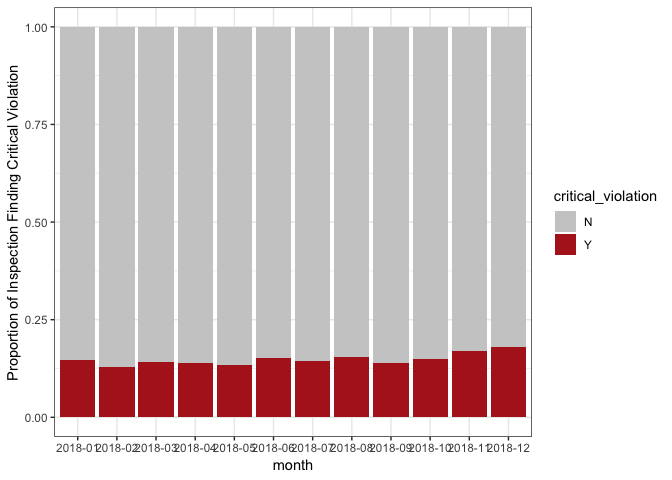 Proportion of Inspection Finding Critical Violation
1.00
0.75
0.50
0.25
0.00
2018-01 2018-02 2018-03 2018-04 2018-05 2018-06 2018-07 2018-08 2018-09 2018-10 2018-11 2018-12
month
critical_violation
N
Y